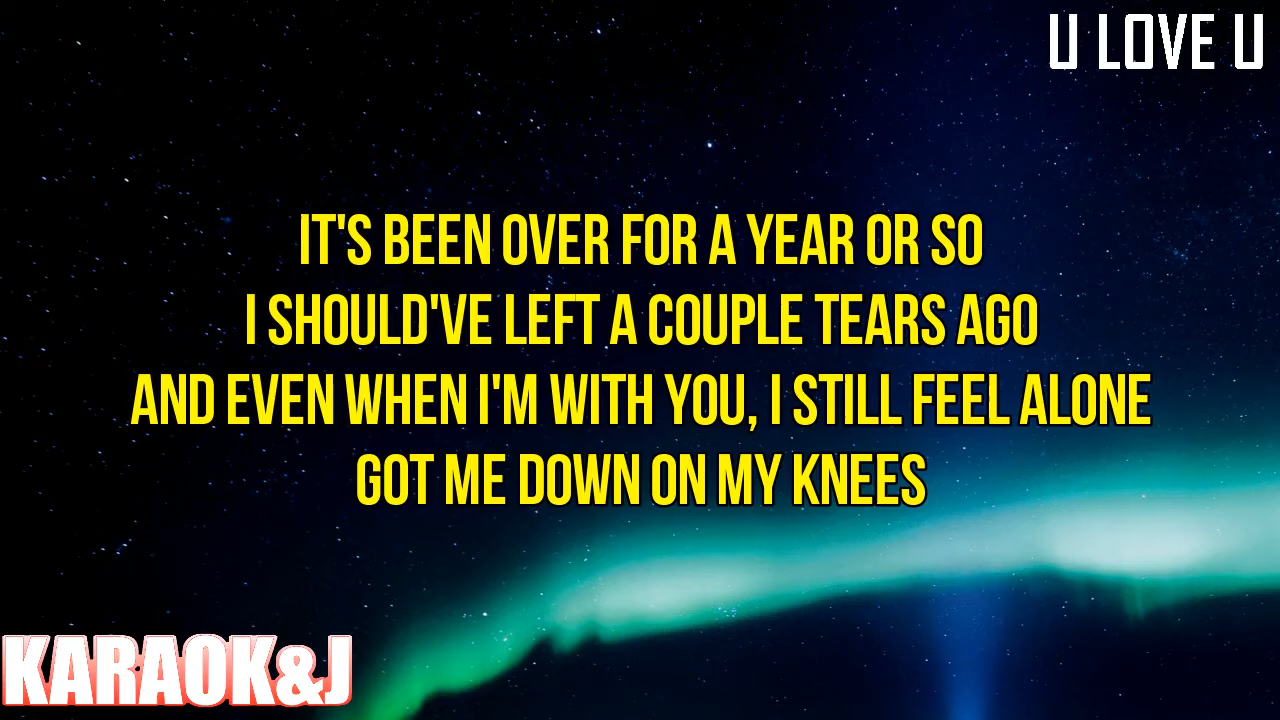 U LOVE U
IT'S BEEN OVER FOR A YEAR OR SO
I SHOULD'VE LEFT A COUPLE TEARS AGO
AND EVEN WHEN I'M WITH YOU, I STILL FEEL ALONE
GOT ME DOWN ON MY KNEES
KARAOK&J